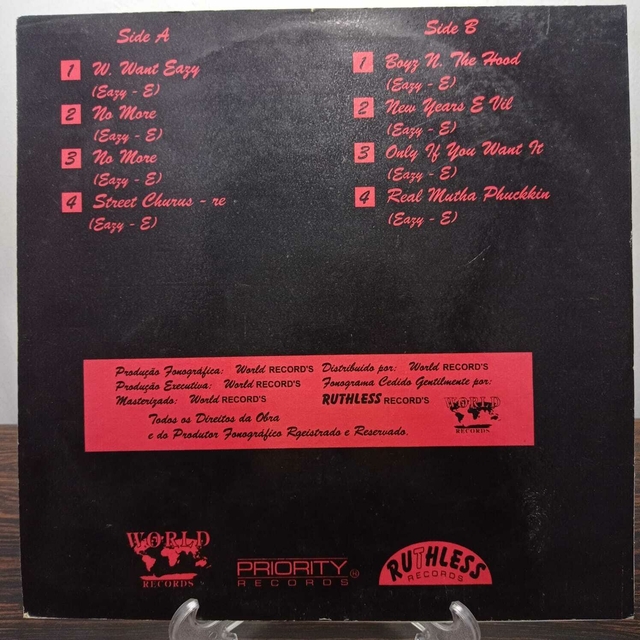 Side A
1 W. Want Eazy
(Eazy - E)
2 No More
(Eazy - E)
3 No More
(Eazy - E)
4 Street Churus - re
(Eazy - E)
Side B
1 Boyz N. The Hood
(Eazy - E)
2 New Years E Vil
(Eazy - E)
3 Only If You Want It
(Eazy - E)
4 Real Mutha Phuckkin
(Eazy - E)
Produção Fonográfica: World RECORD'S
Produção Executiva: World RECORD'S
Masterizado: World RECORD'S
Distribuido por: World RECORD'S
Fonograma Cedido Gentilmente por:
RUTHLESS RECORD'S
WORLD
RECORDS
Todos os Direitos da Obra
e do Produtor Fonográfico Rgeistrado e Reservado.
WORLD
RECORDS
PRIORITY
RECORDS
RUTHLESS
RECORDS